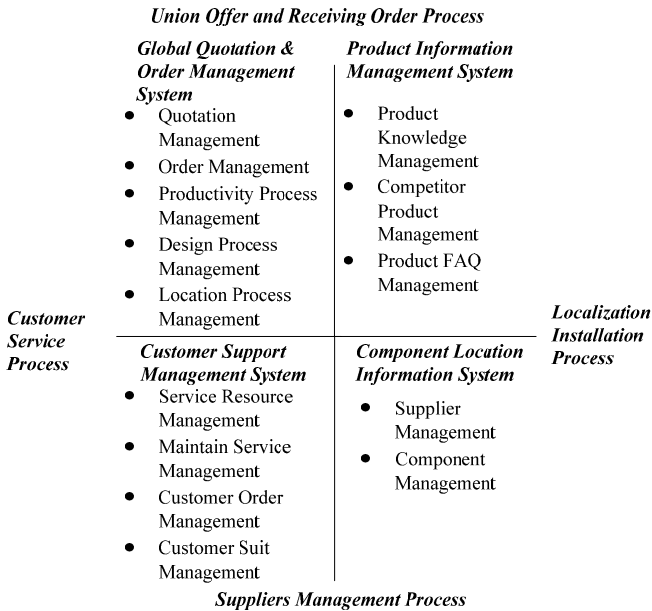 Union Offer and Receiving Order Process
Global Quotation &
Order Management
System
• Quotation
Management
• Order Management
• Productivity Process
Management
• Design Process
Management
• Location Process
Management
Product Information
Management System
• Product
Knowledge
Management
• Competitor
Product
Management
• Product FAQ
Management
Customer
Service
Process
Localization
Installation
Process
Customer Support
Management System
• Service Resource
Management
• Maintain Service
Management
• Customer Order
Management
• Customer Suit
Management
Component Location
Information System
• Supplier
Management
• Component
Management
Suppliers Management Process